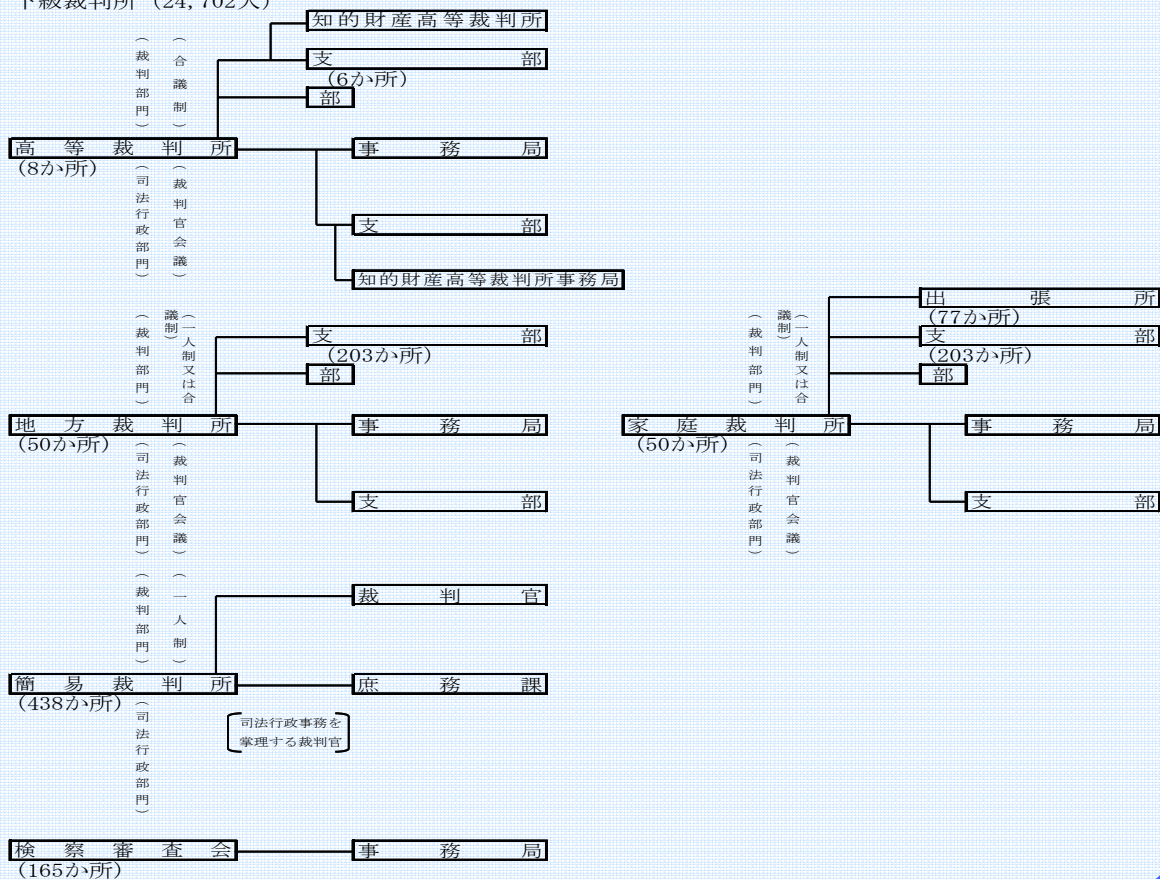 下級裁判所（24,702人）
知的財産高等裁判所
（裁判部門）
（合議制）
支部
（6か所）
部
高等裁判所
（8か所）
事務局
（司法行政部門）
（裁判官会議）
支部
知的財産高等裁判所事務局
（裁判部門）
（一人制又は合議制）
支部
（203か所）
部
地方裁判所
（50か所）
事務局
（司法行政部門）
（裁判官会議）
支部
出張所
（77か所）
（裁判部門）
（一人制又は合議制）
支部
（203か所）
部
家庭裁判所
（50か所）
事務局
（司法行政部門）
（裁判官会議）
支部
（裁判部門）
（一人制）
裁判官
簡易裁判所
（438か所）
庶務課
（司法行政部門）
司法行政事務を
掌理する裁判官
検察審査会
（165か所）
事務局